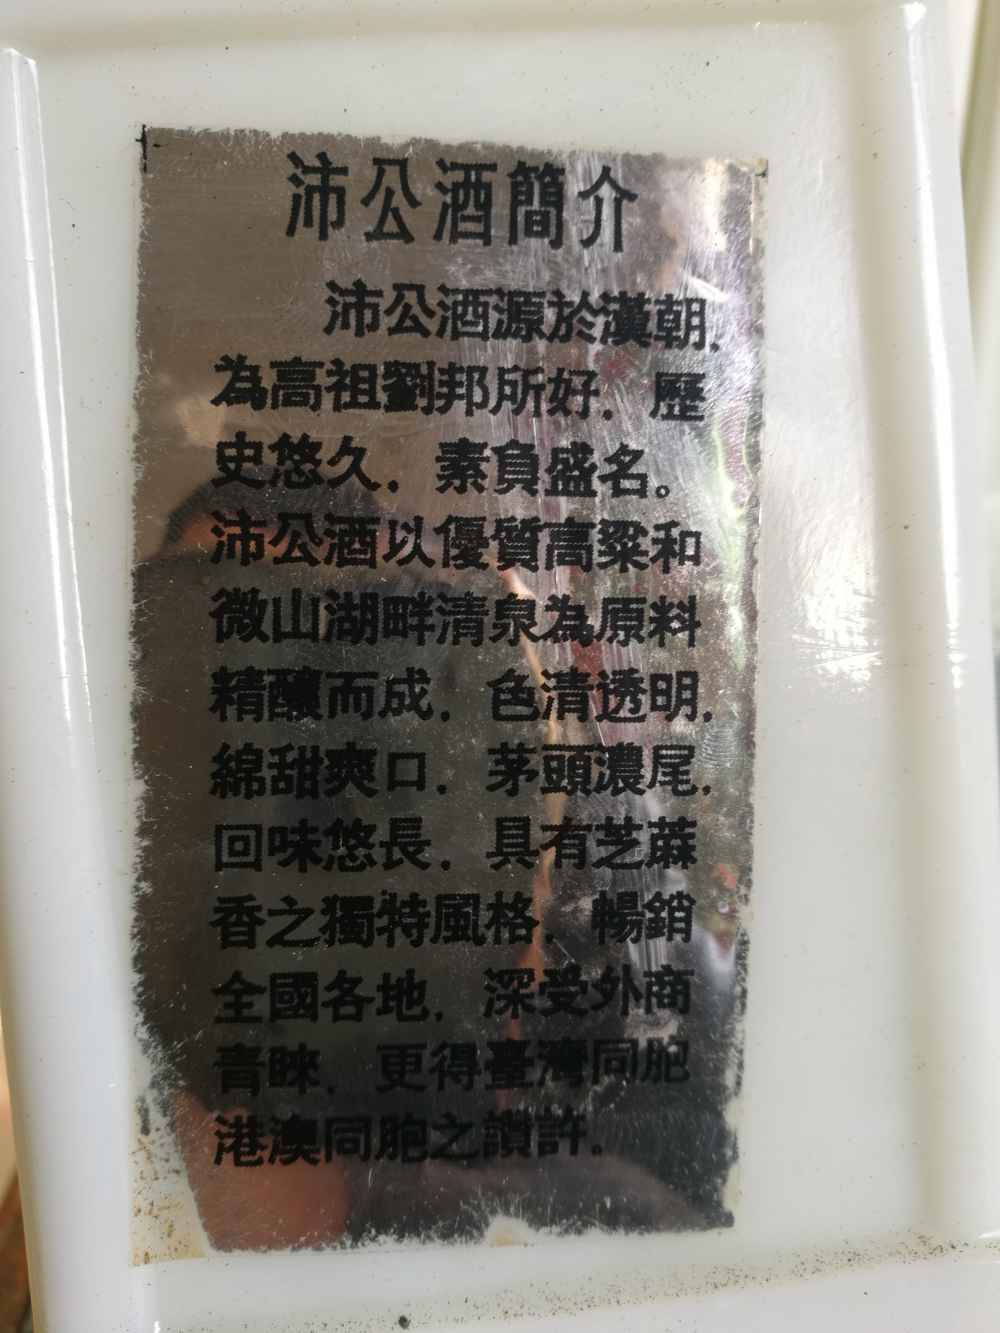 沛公酒簡介
沛公酒源於漢朝，
為高祖劉邦所好，歷
史悠久，素負盛名。
沛公酒以優質高粱和
微山湖畔清泉為原料
精釀而成，色清透明，
綿甜爽口，茅頭濃尾，
回味悠長，具有芝蔴
香之獨特風格，暢銷
全國各地，深受外商
青睞，更得臺灣同胞
港澳同胞之讚許。